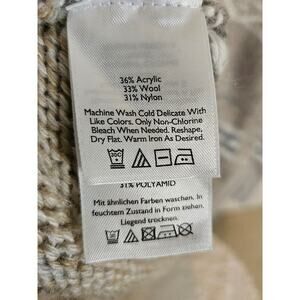 36% Acrylic
33% Wool
31% Nylon
Machine Wash Cold Delicate With
Like Colors. Only Non-Chlorine
Bleach When Needed. Reshape,
Dry Flat. Warm Iron As Needed.
31% POLYAMID
Mit ähnlichen Farben waschen. In
feuchtem Zustand in Form ziehen.
Liegend trocknen.